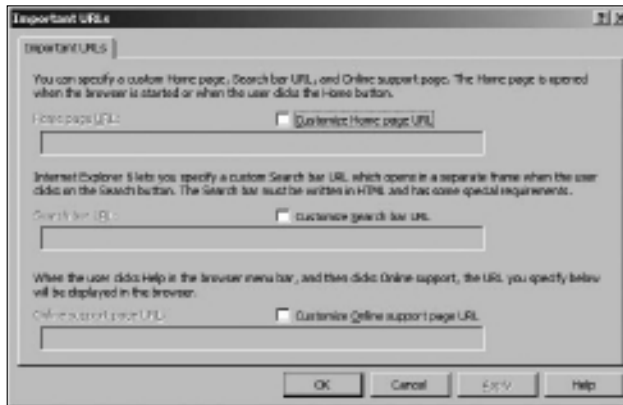 Important URLs
Important URLs
You can specify a custom Home page, Search bar URL, and Online support page. The Home page is opened
when the browser is started or when the user clicks the Home button.
Home page URL: Customize Home page URL
Internet Explorer 5 lets you specify a custom Search bar URL which opens in a separate frame when the user
clicks on the Search button. The Search bar must be written in HTML and has some special requirements.
Search bar URL: Customize Search bar URL
When the user clicks Help in the browser menu bar, and then clicks Online support, the URL you specify below
will be displayed in the browser.
Online support page URL: Customize Online support page URL
OK Cancel Apply Help